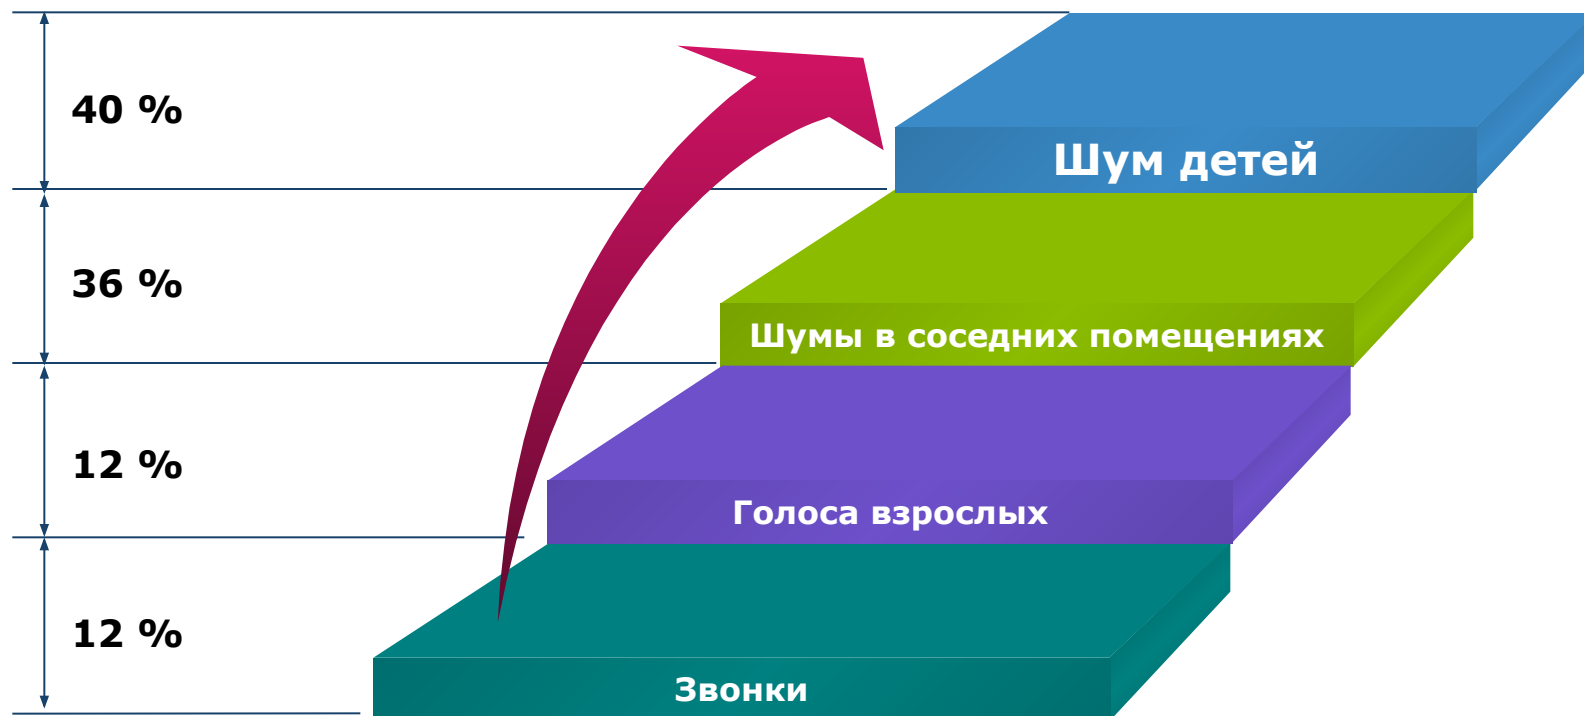 40 %
Шум детей
36 %
Шумы в соседних помещениях
12 %
Голоса взрослых
12 %
Звонки